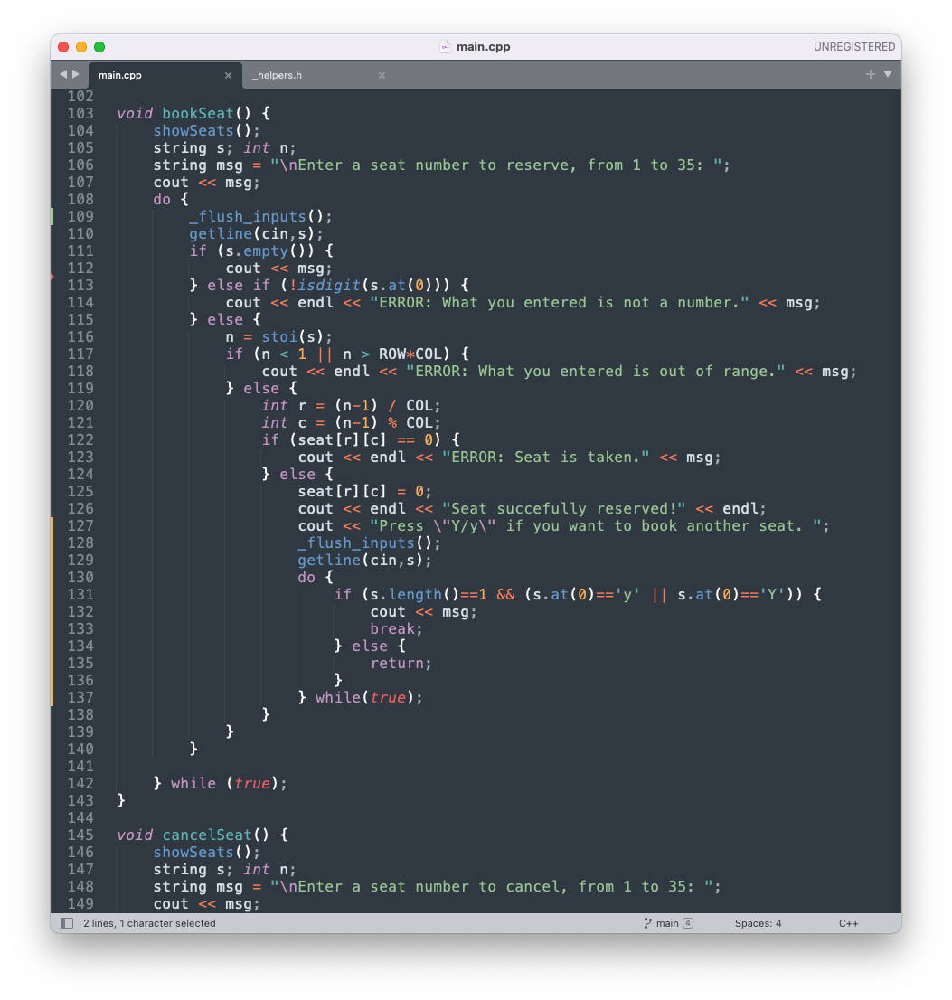 main.cpp
UNREGISTERED
main.cpp × _helpers.h × +
102
103 void bookSeat() {
104     showSeats();
105     string s; int n;
106     string msg = "\nEnter a seat number to reserve, from 1 to 35: ";
107     cout << msg;
108     do {
109         _flush_inputs();
110         getline(cin,s);
111         if (s.empty()) {
112             cout << msg;
113         } else if (!isdigit(s.at(0))) {
114             cout << endl << "ERROR: What you entered is not a number." << msg;
115         } else {
116             n = stoi(s);
117             if (n < 1 || n > ROW*COL) {
118                 cout << endl << "ERROR: What you entered is out of range." << msg;
119             } else {
120                 int r = (n-1) / COL;
121                 int c = (n-1) % COL;
122                 if (seat[r][c] == 0) {
123                     cout << endl << "ERROR: Seat is taken." << msg;
124                 } else {
125                     seat[r][c] = 0;
126                     cout << endl << "Seat succefully reserved!" << endl;
127                     cout << "Press \"Y/y\" if you want to book another seat. ";
128                     _flush_inputs();
129                     getline(cin,s);
130                     do {
131                         if (s.length()==1 && (s.at(0)=='y' || s.at(0)=='Y')) {
132                             cout << msg;
133                             break;
134                         } else {
135                             return;
136                         }
137                     } while(true);
138                 }
139             }
140         }
141
142     } while (true);
143 }
144
145 void cancelSeat() {
146     showSeats();
147     string s; int n;
148     string msg = "\nEnter a seat number to cancel, from 1 to 35: ";
149     cout << msg;
2 lines, 1 character selected
main 4
Spaces: 4
C++